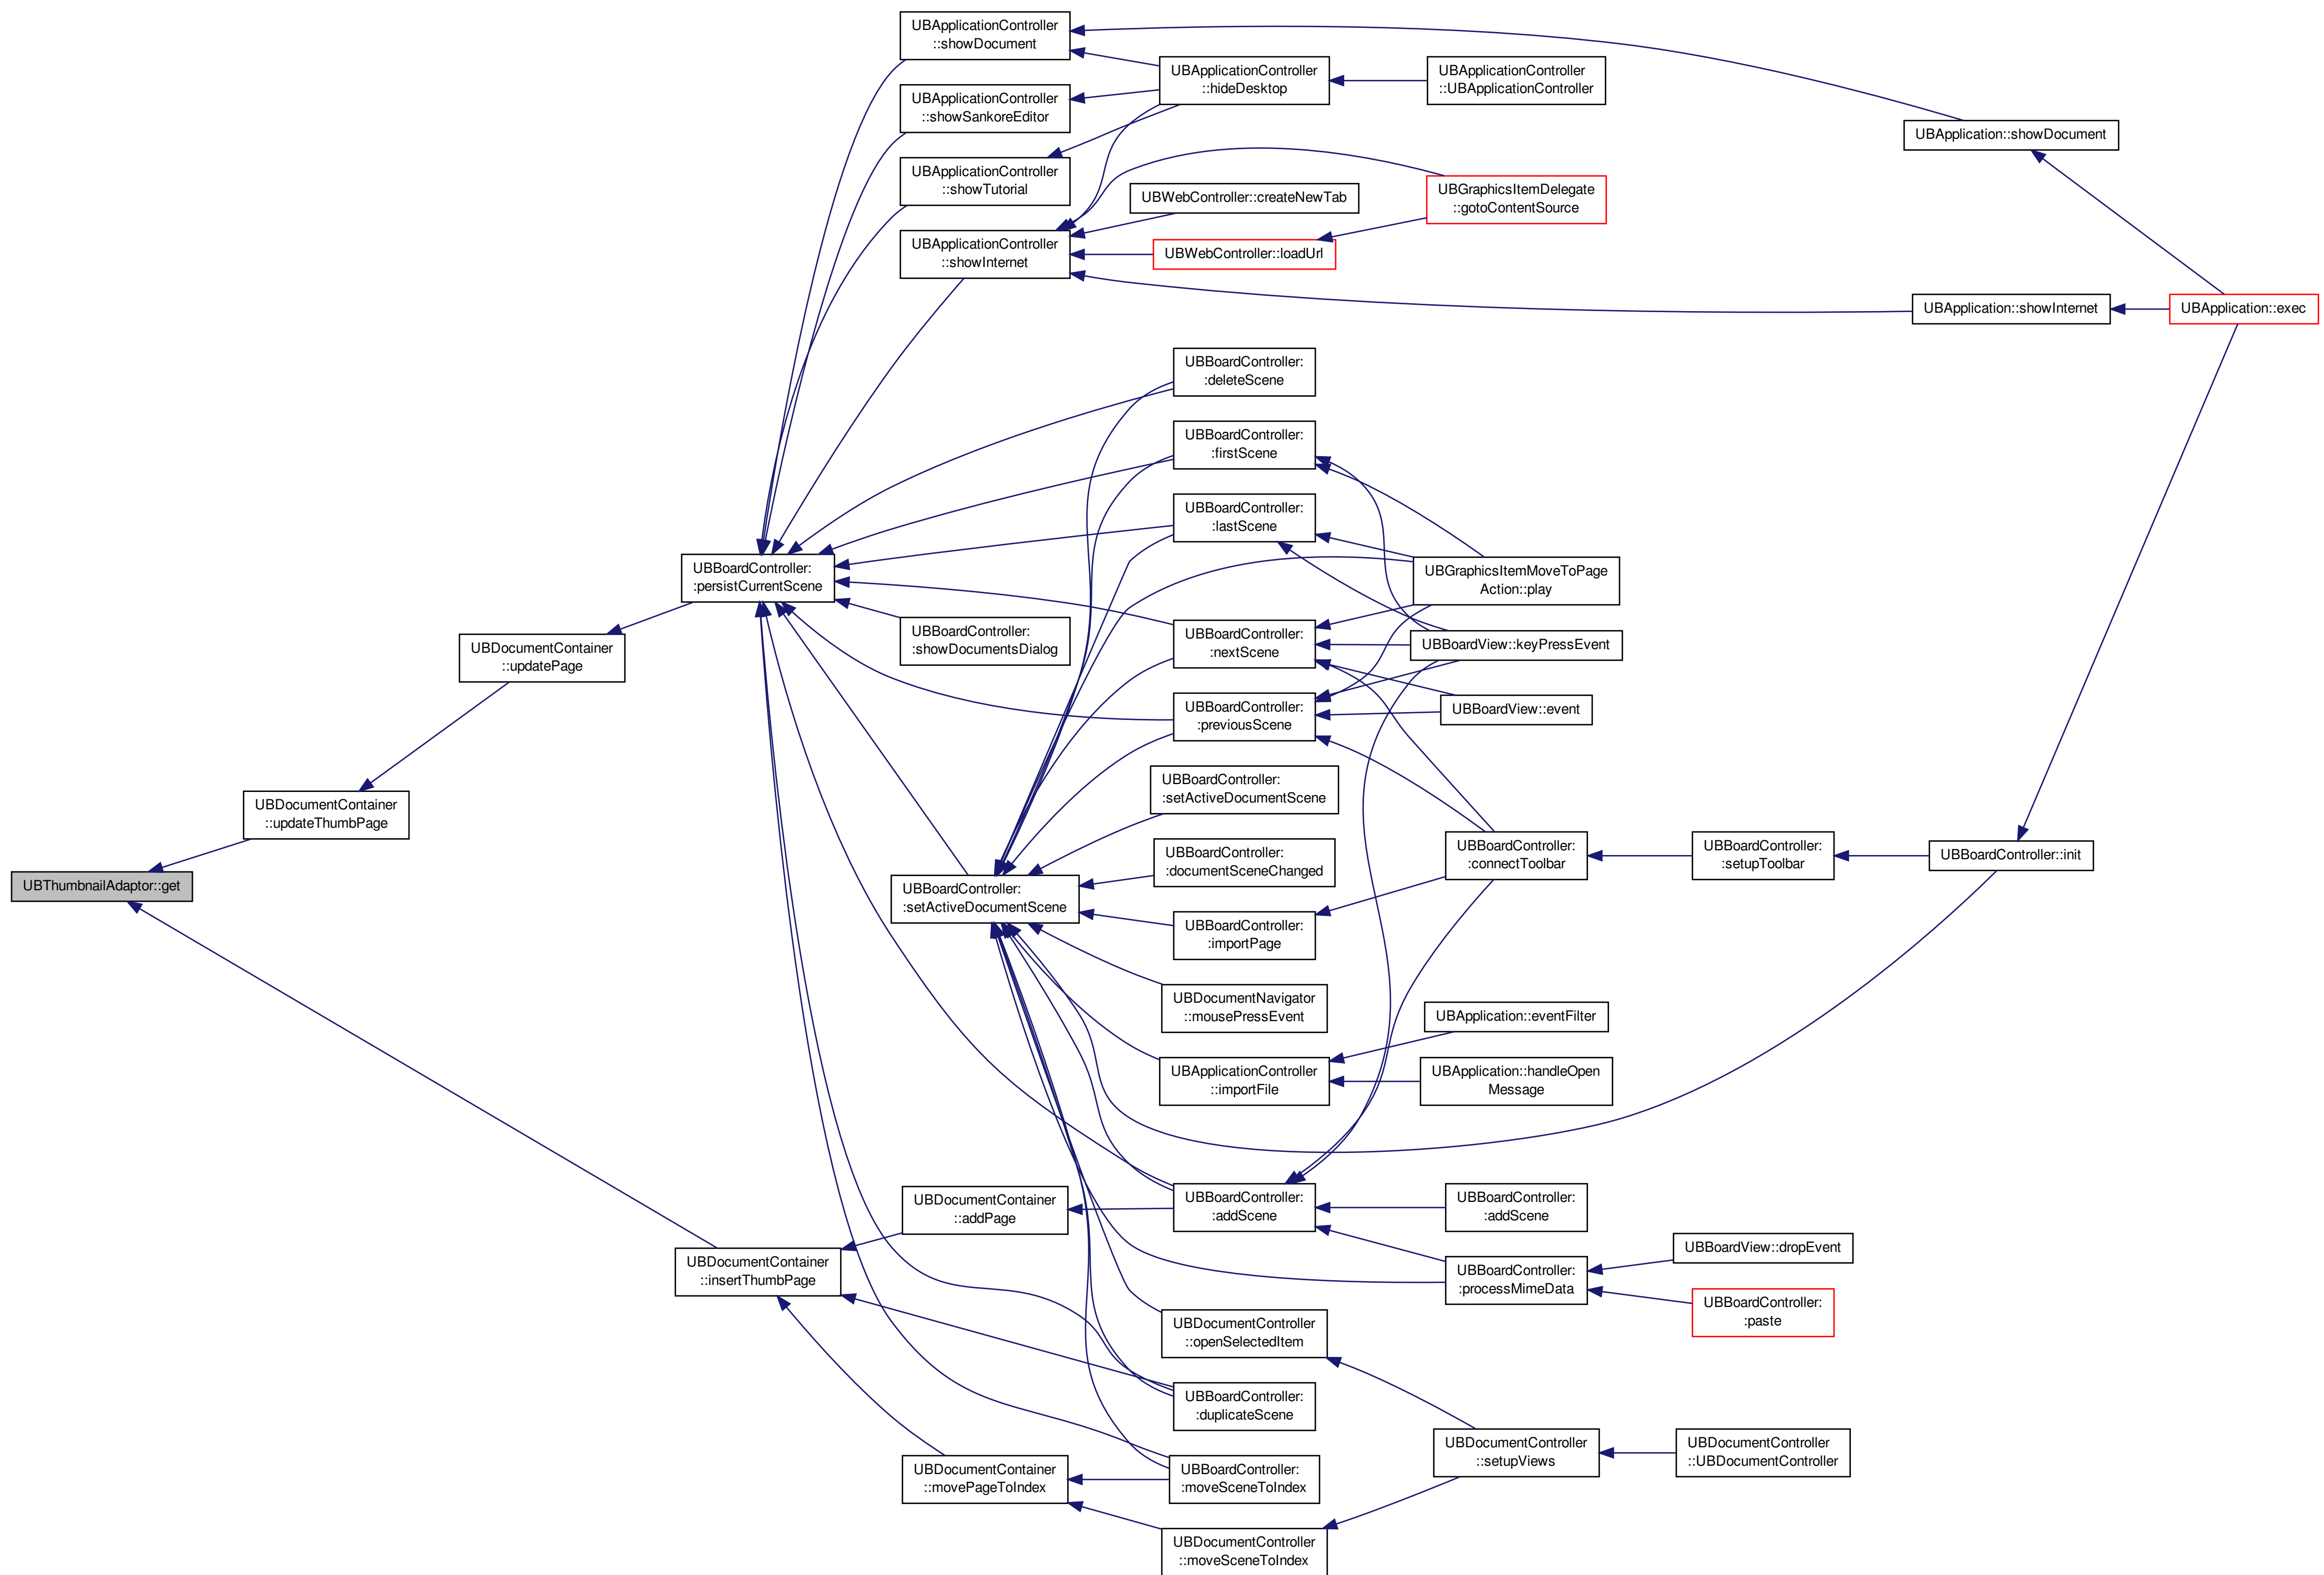 UBApplicationController
::showDocument
UBApplicationController
::hideDesktop
UBApplicationController
::UBApplicationController
UBApplicationController
::showSankoreEditor
UBApplication::showDocument
UBApplicationController
::showTutorial
UBWebController::createNewTab
UBGraphicsItemDelegate
::gotoContentSource
UBApplicationController
::showInternet
UBWebController::loadUrl
UBApplication::showInternet
UBApplication::exec
UBBoardController:
:deleteScene
UBBoardController:
:firstScene
UBBoardController:
:lastScene
UBBoardController:
:persistCurrentScene
UBGraphicsItemMoveToPage
Action::play
UBBoardController:
:showDocumentsDialog
UBBoardController:
:nextScene
UBBoardView::keyPressEvent
UBDocumentContainer
::updatePage
UBBoardController:
:previousScene
UBBoardView::event
UBBoardController:
:setActiveDocumentScene
UBDocumentContainer
::updateThumbPage
UBBoardController:
:documentSceneChanged
UBBoardController:
:connectToolbar
UBBoardController:
:setupToolbar
UBBoardController::init
UBThumbnailAdaptor::get
UBBoardController:
:setActiveDocumentScene
UBBoardController:
:importPage
UBDocumentNavigator
::mousePressEvent
UBApplication::eventFilter
UBApplicationController
::importFile
UBApplication::handleOpen
Message
UBDocumentContainer
::addPage
UBBoardController:
:addScene
UBBoardController:
:addScene
UBBoardView::dropEvent
UBDocumentContainer
::insertThumbPage
UBBoardController:
:processMimeData
UBBoardController:
:paste
UBDocumentController
::openSelectedItem
UBBoardController:
:duplicateScene
UBDocumentController
::setupViews
UBDocumentController
::UBDocumentController
UBDocumentContainer
::movePageToIndex
UBBoardController:
:moveSceneToIndex
UBDocumentController
::moveSceneToIndex